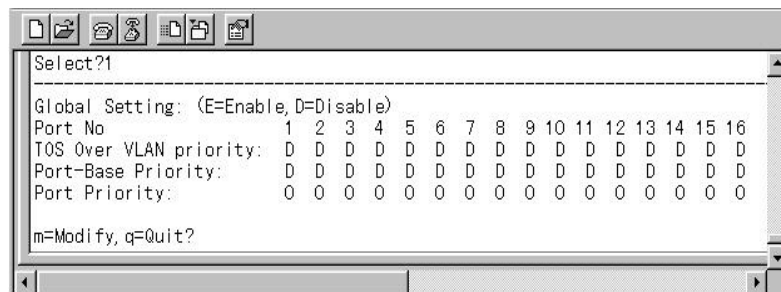 Select?1
--------------------------------------------------------------------------------
Global Setting: (E=Enable,D=Disable)
Port No 1 2 3 4 5 6 7 8 9 10 11 12 13 14 15 16
TOS Over VLAN priority: D D D D D D D D D D D D D D D D
Port-Base Priority: D D D D D D D D D D D D D D D D
Port Priority: 0 0 0 0 0 0 0 0 0 0 0 0 0 0 0 0
m=Modify,q=Quit?